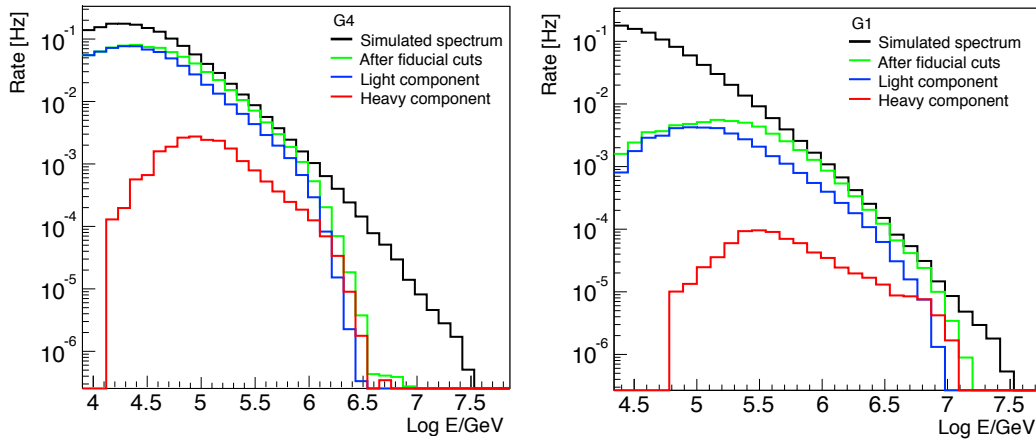 G4
Simulated spectrum
After fiducial cuts
Light component
Heavy component
Rate [Hz]
10^-1
10^-2
10^-3
10^-4
10^-5
10^-6
4 4.5 5 5.5 6 6.5 7 7.5
Log E/GeV
G1
Simulated spectrum
After fiducial cuts
Light component
Heavy component
Rate [Hz]
10^-1
10^-2
10^-3
10^-4
10^-5
10^-6
4.5 5 5.5 6 6.5 7 7.5
Log E/GeV